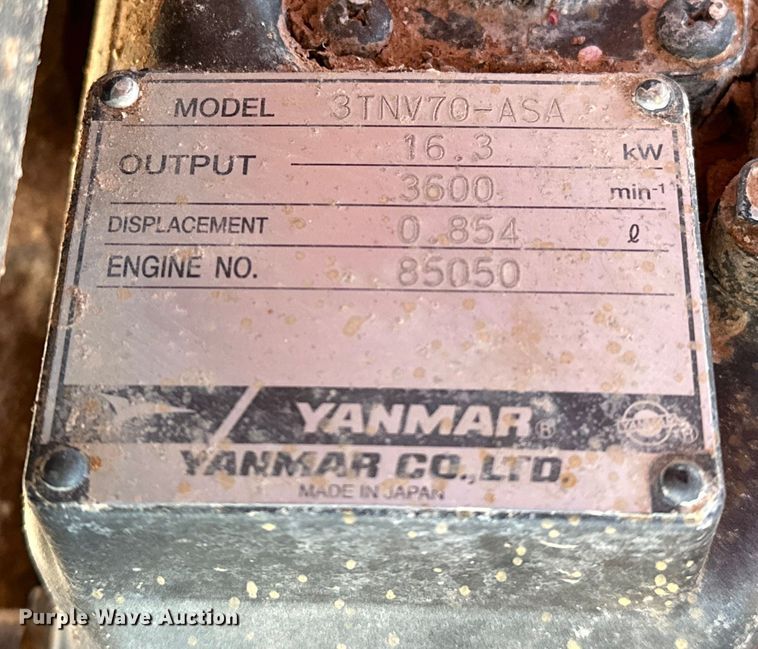 MODEL 3TNV70-ASA
OUTPUT 16.3 kW
3600 min-1
DISPLACEMENT 0.854 ℓ
ENGINE NO. 85050
YANMAR ®
YANMAR ®
YANMAR CO.,LTD.
MADE IN JAPAN
Purple Wave Auction